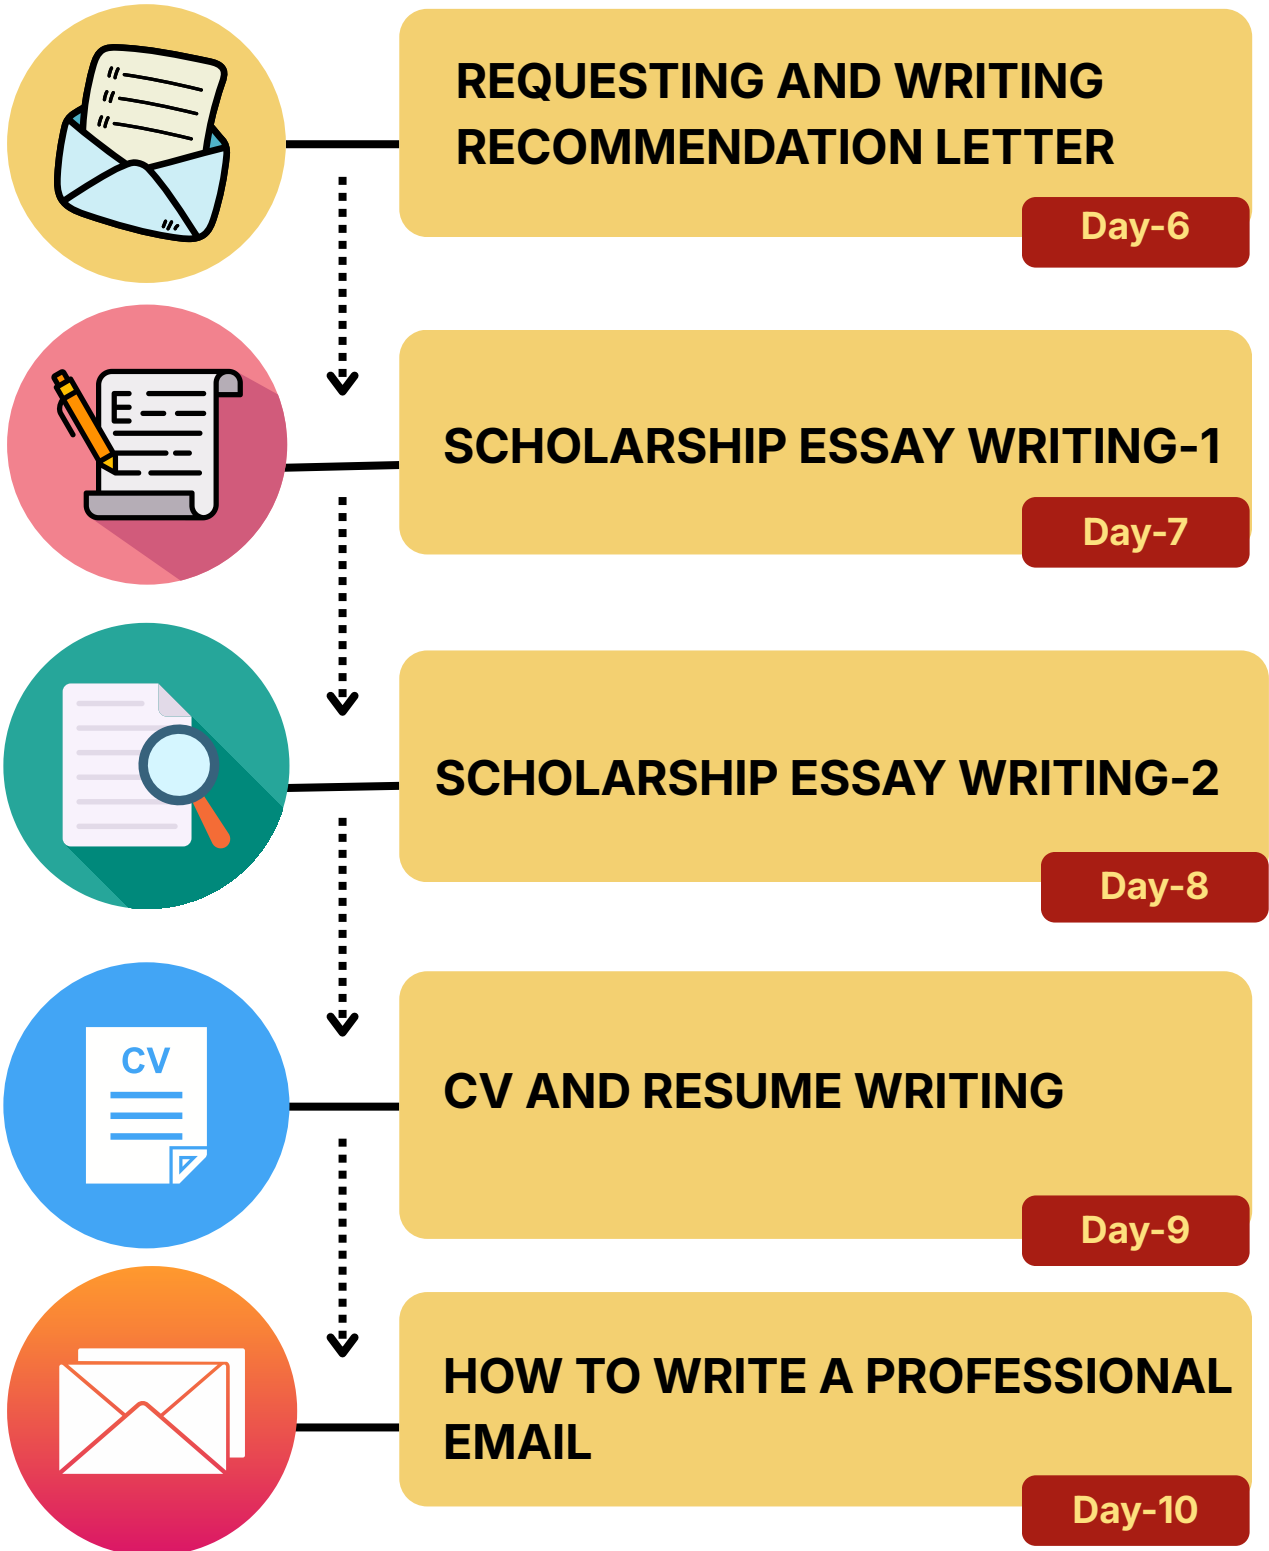 REQUESTING AND WRITING
RECOMMENDATION LETTER
Day-6
E
SCHOLARSHIP ESSAY WRITING-1
Day-7
SCHOLARSHIP ESSAY WRITING-2
Day-8
CV
CV AND RESUME WRITING
Day-9
HOW TO WRITE A PROFESSIONAL
EMAIL
Day-10